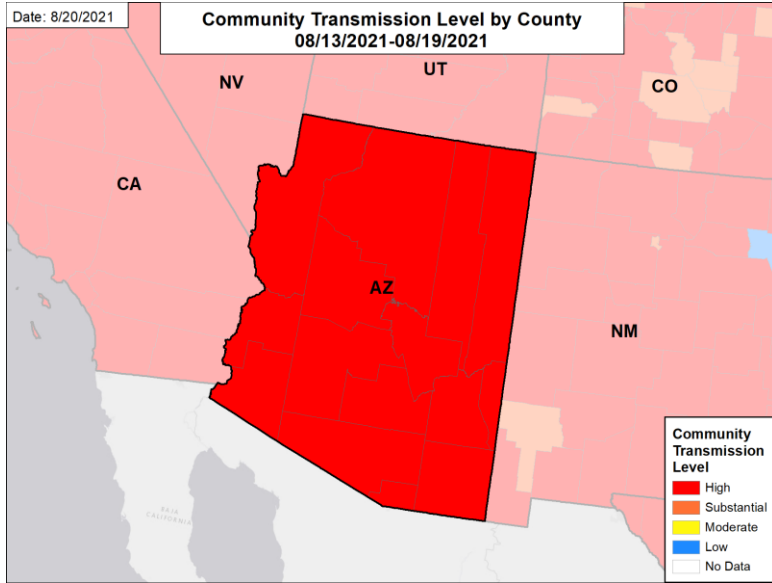 Date: 8/20/2021
Community Transmission Level by County
08/13/2021-08/19/2021
UT
NV
CO
CA
AZ
NM
BAJA
CALIFORNIA
Community
Transmission
Level
High
Substantial
Moderate
Low
No Data